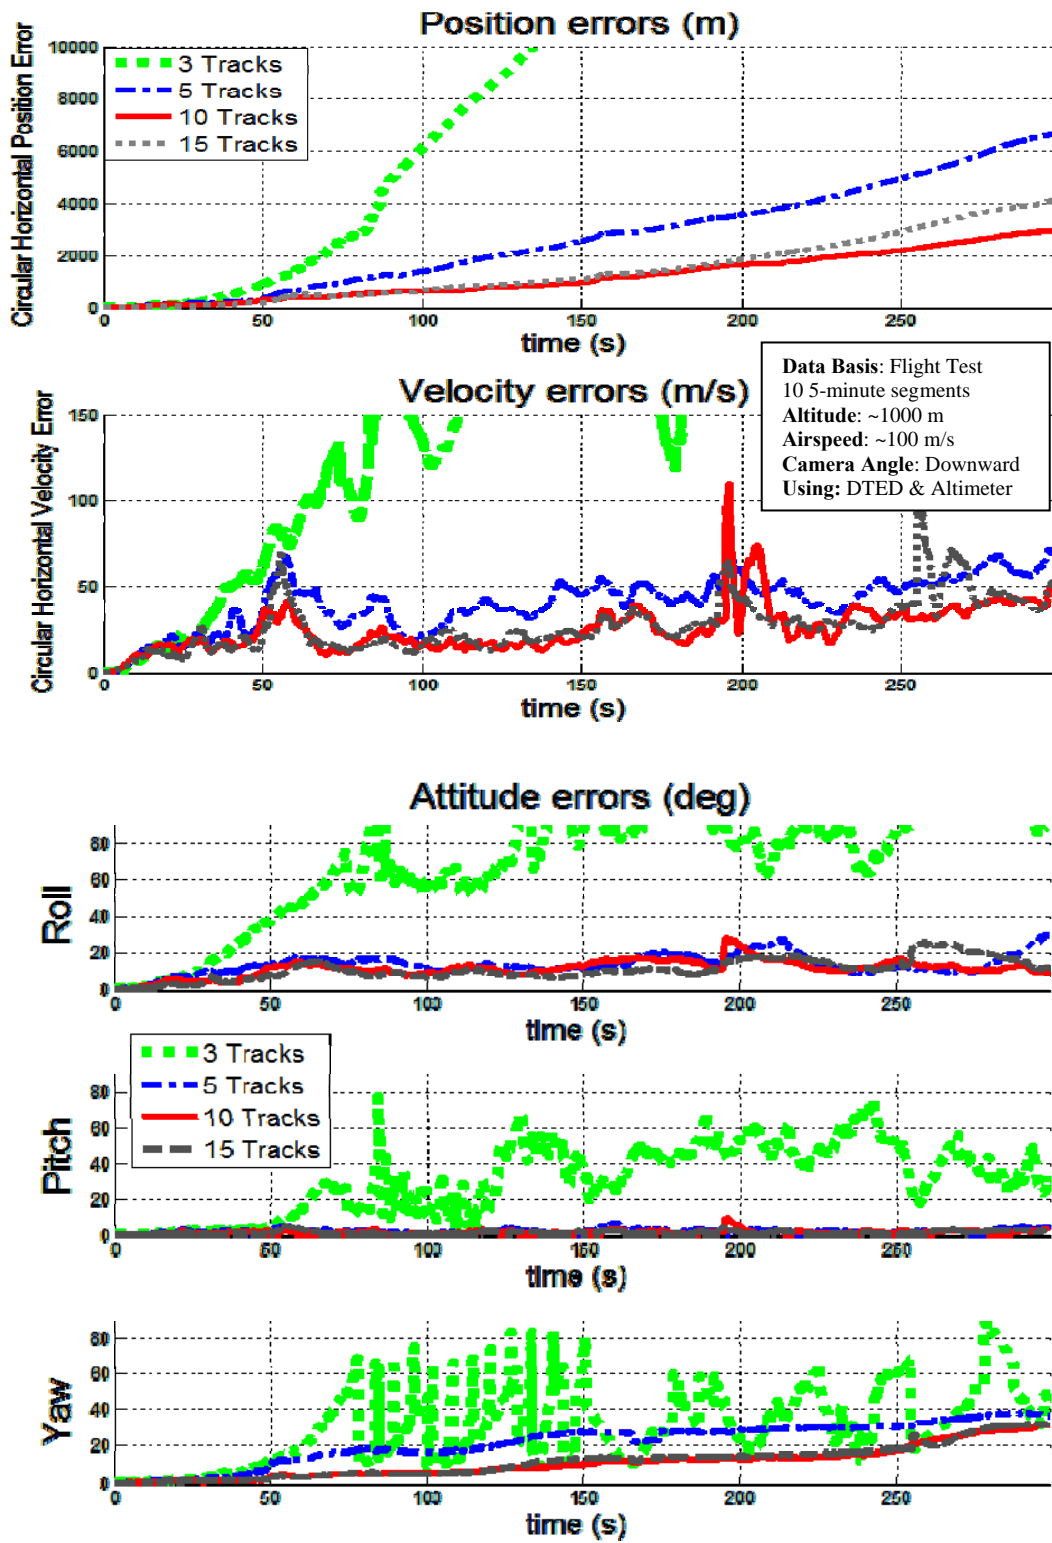 Position errors (m)
Circular Horizontal Position Error
10000
8000
6000
4000
2000
0
3 Tracks
5 Tracks
10 Tracks
15 Tracks
0 50 100 150 200 250
time (s)
Data Basis: Flight Test
10 5-minute segments
Altitude: ~1000 m
Airspeed: ~100 m/s
Camera Angle: Downward
Using: DTED & Altimeter
Velocity errors (m/s)
Circular Horizontal Velocity Error
150
100
50
0
0 50 100 150 200 250
time (s)
Attitude errors (deg)
Roll
80
60
40
20
0
0 50 100 150 200 250
time (s)
3 Tracks
5 Tracks
10 Tracks
15 Tracks
Pitch
80
60
40
20
0
0 50 100 150 200 250
time (s)
Yaw
80
60
40
20
0
0 50 100 150 200 250
time (s)